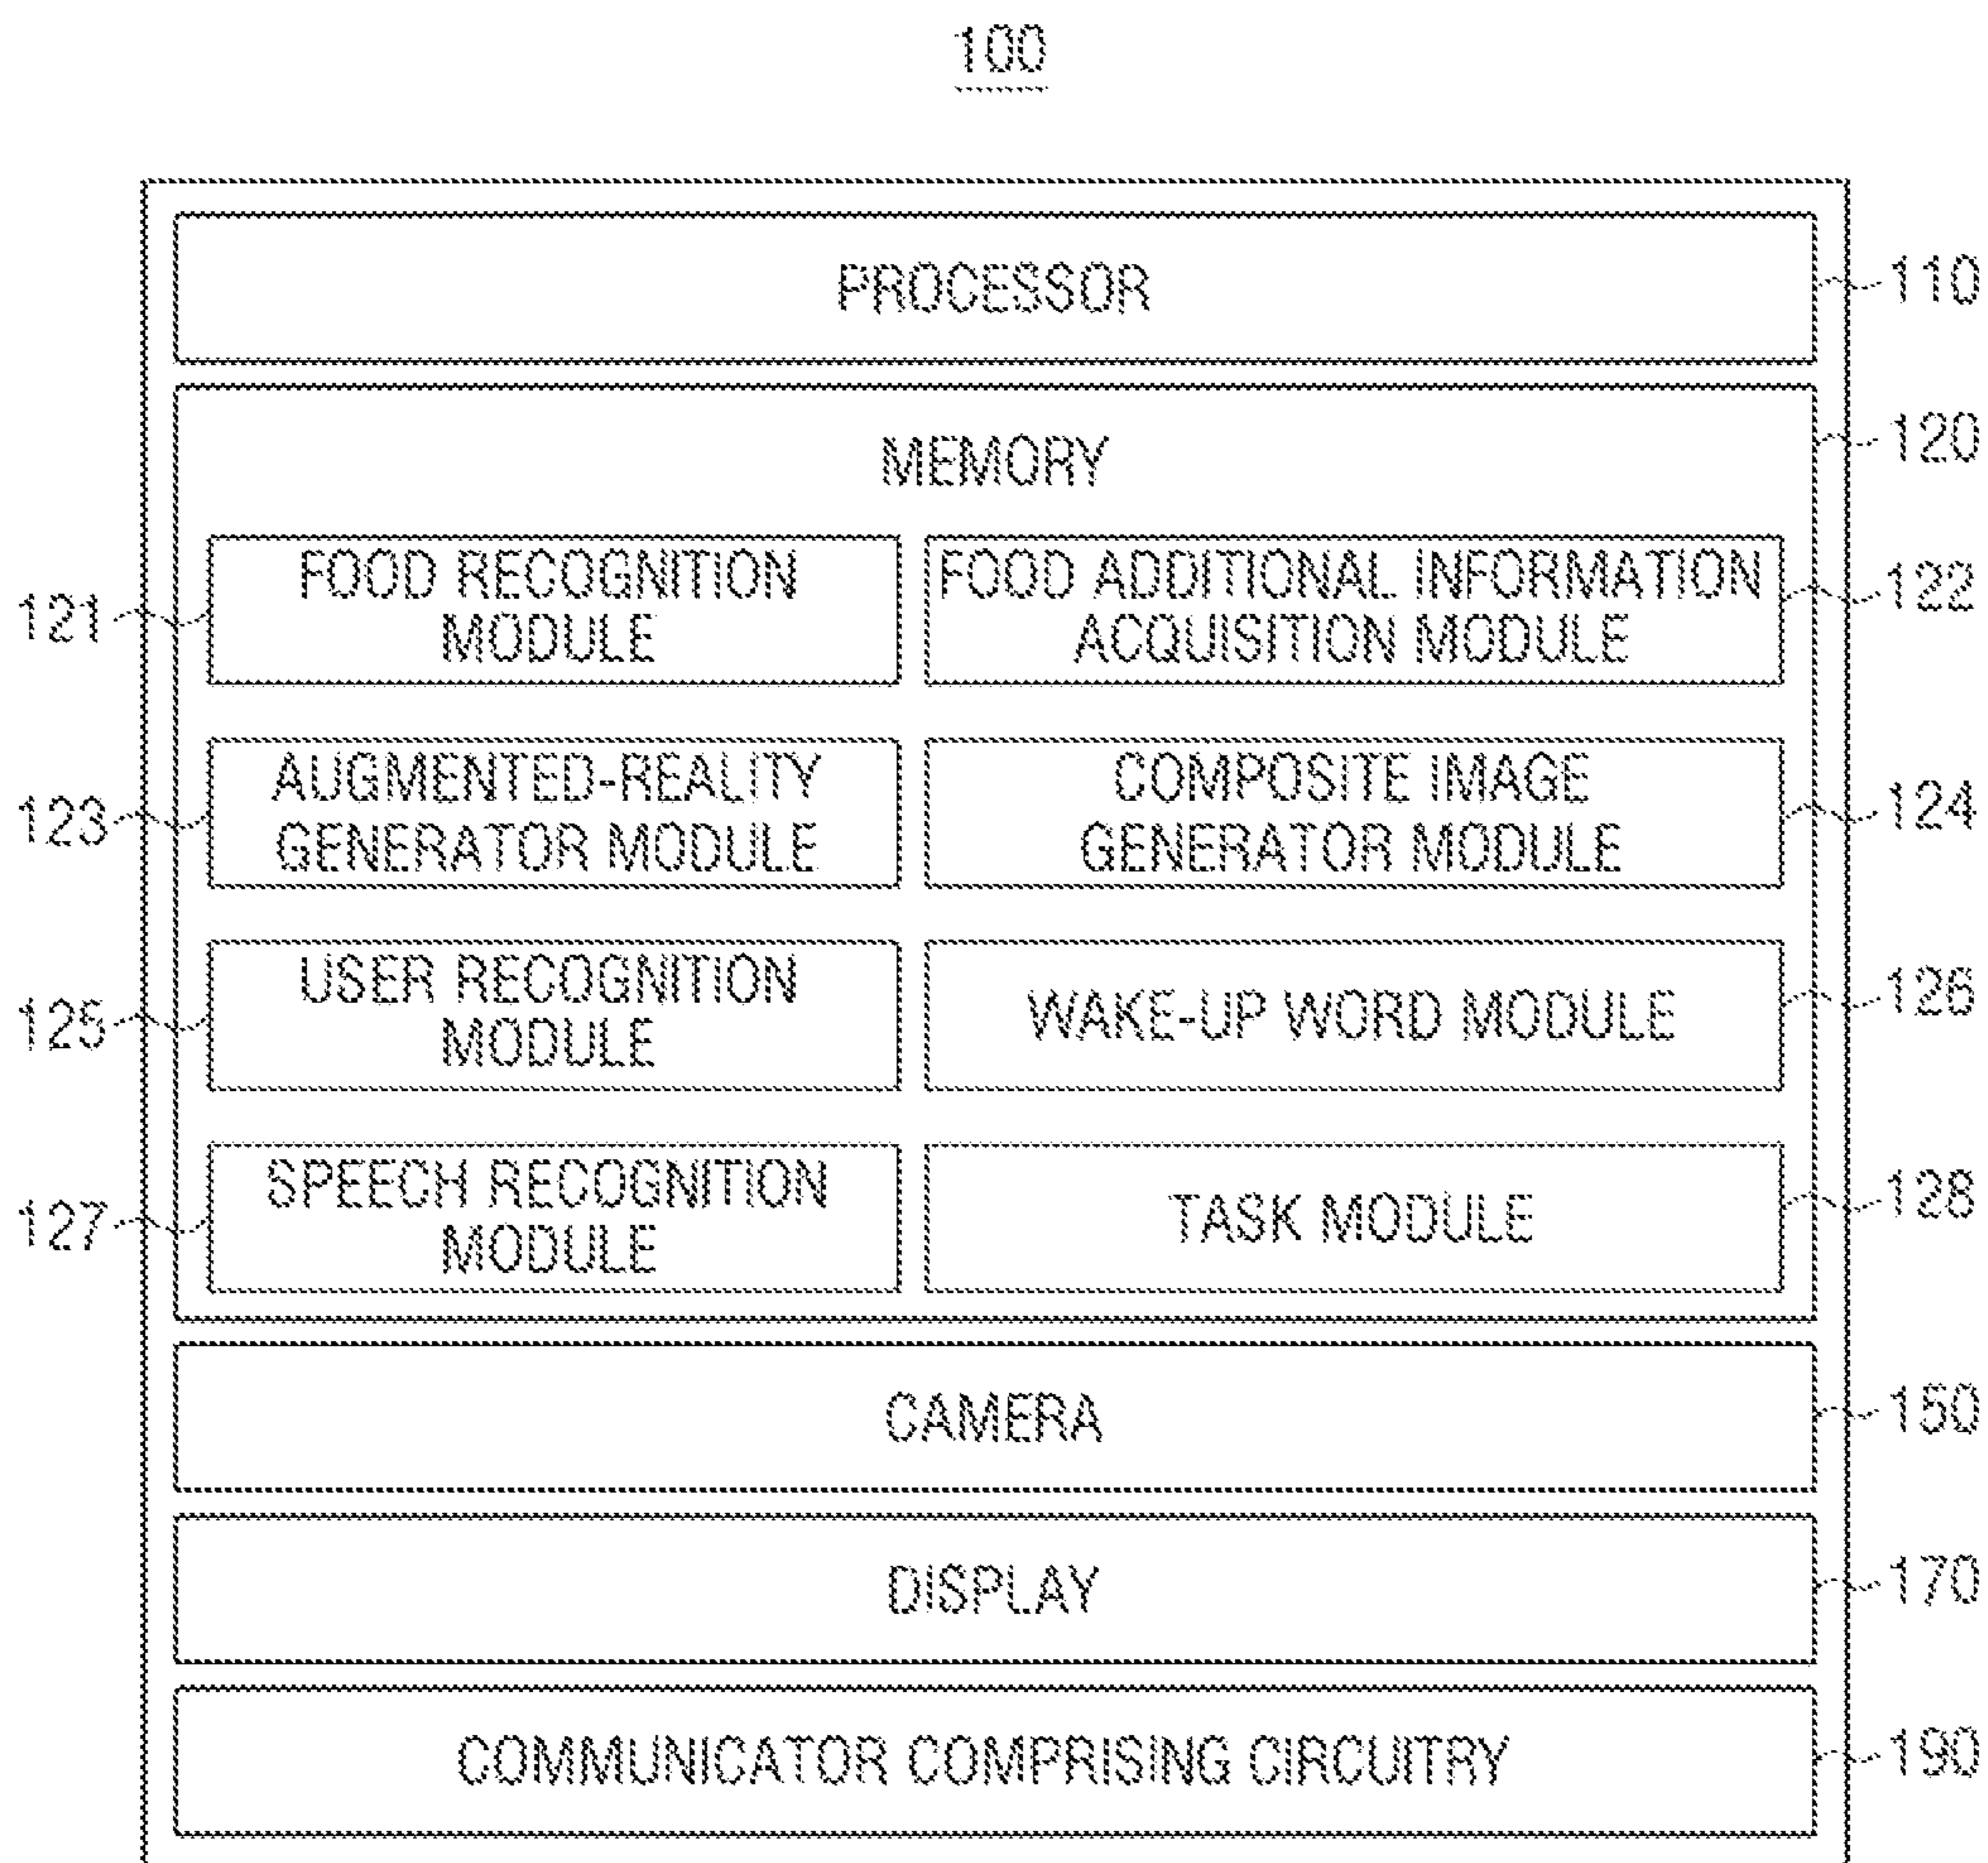 100
PROCESSOR
110
MEMORY
120
FOOD RECOGNITION
MODULE
121
FOOD ADDITIONAL INFORMATION
ACQUISITION MODULE
122
AUGMENTED-REALITY
GENERATOR MODULE
123
COMPOSITE IMAGE
GENERATOR MODULE
124
USER RECOGNITION
MODULE
125
WAKE-UP WORD MODULE
126
SPEECH RECOGNITION
MODULE
127
TASK MODULE
128
CAMERA
150
DISPLAY
170
COMMUNICATOR COMPRISING CIRCUITRY
190